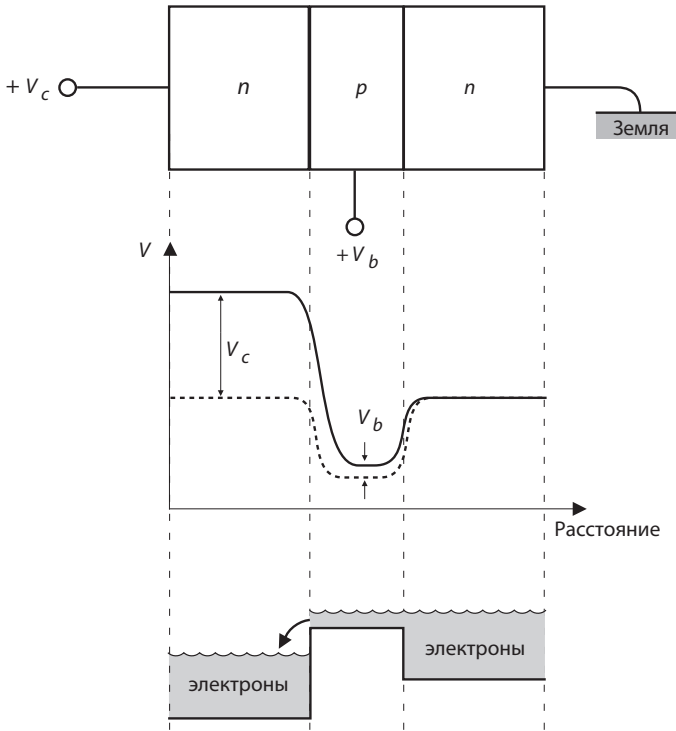 + V c
n
p
n
Земля
+V b
V
V c
V b
Расстояние
электроны
электроны